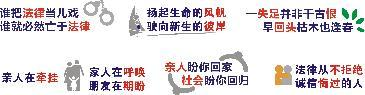 谁把法律当儿戏
谁就必然亡于法律
扬起生命的风帆
驶向新生的彼岸
一失足并非千古恨
早回头枯木也逢春
亲人在牵挂
家人在呼唤
朋友在期盼
亲人盼你回家
社会盼你回归
法律从不拒绝
诚信悔过的人